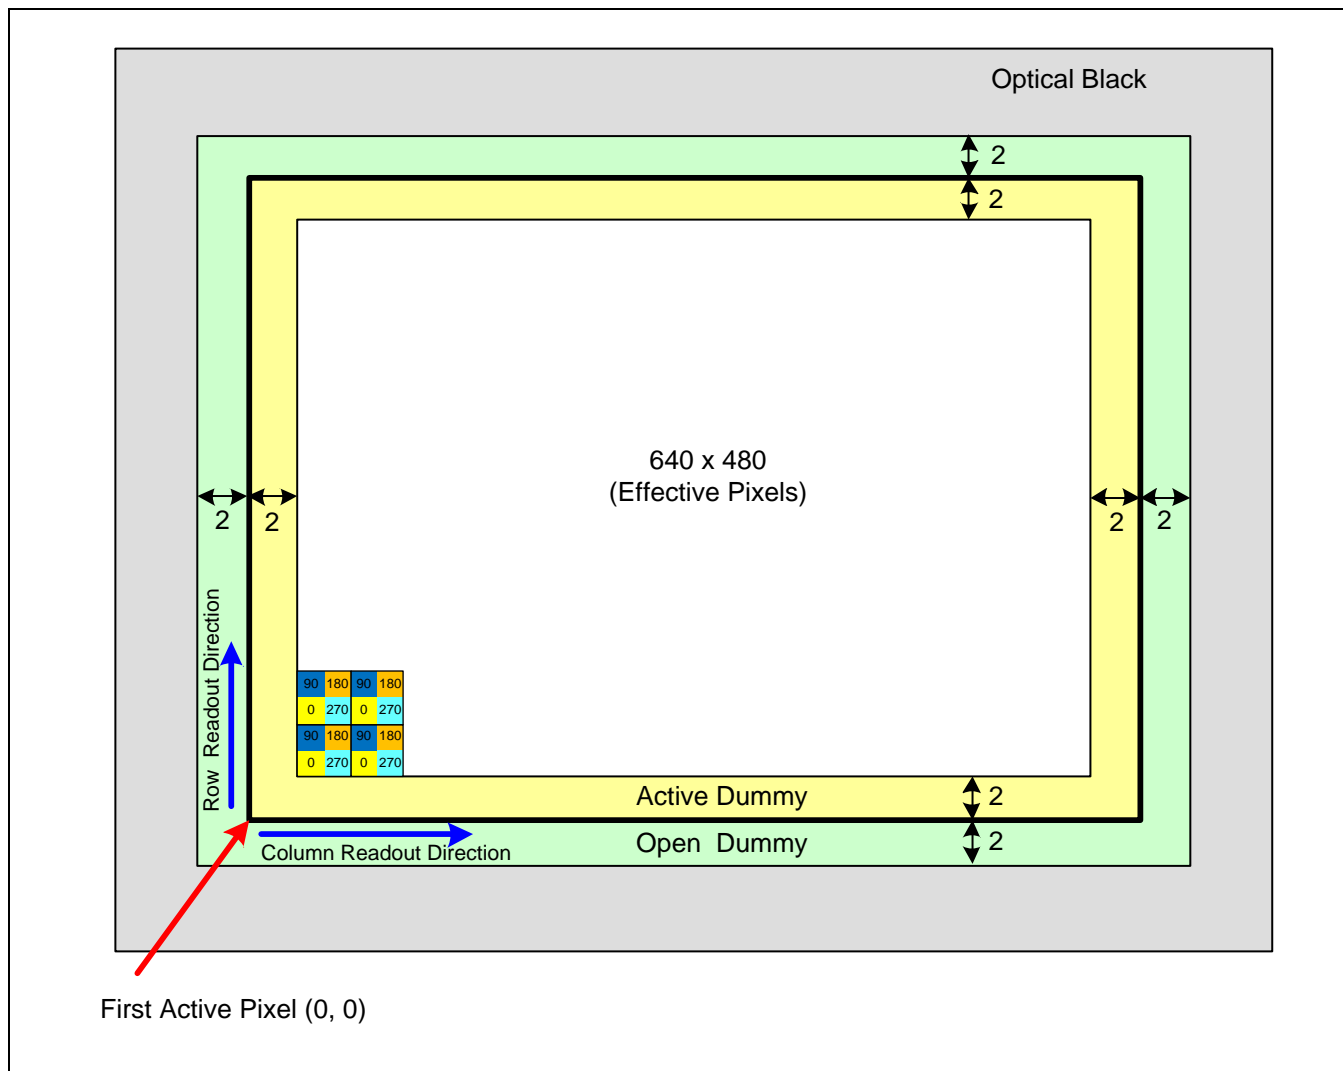 Optical Black
2
2
640 x 480
(Effective Pixels)
2 2 2 2
Row Readout Direction
90 180 90 180
0 270 0 270
90 180 90 180
0 270 0 270
Active Dummy 2
Open Dummy 2
Column Readout Direction
First Active Pixel (0, 0)